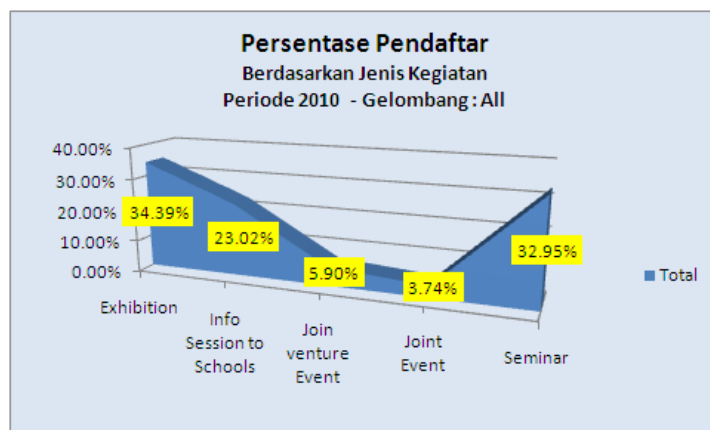 Persentase Pendaftar
Berdasarkan Jenis Kegiatan
Periode 2010 - Gelombang : All
40.00%
30.00%
20.00%
10.00%
0.00%
34.39%
23.02%
5.90%
3.74%
32.95%
Total
Exhibition
Info
Session to
Schools
Join
venture
Event
Joint
Event
Seminar